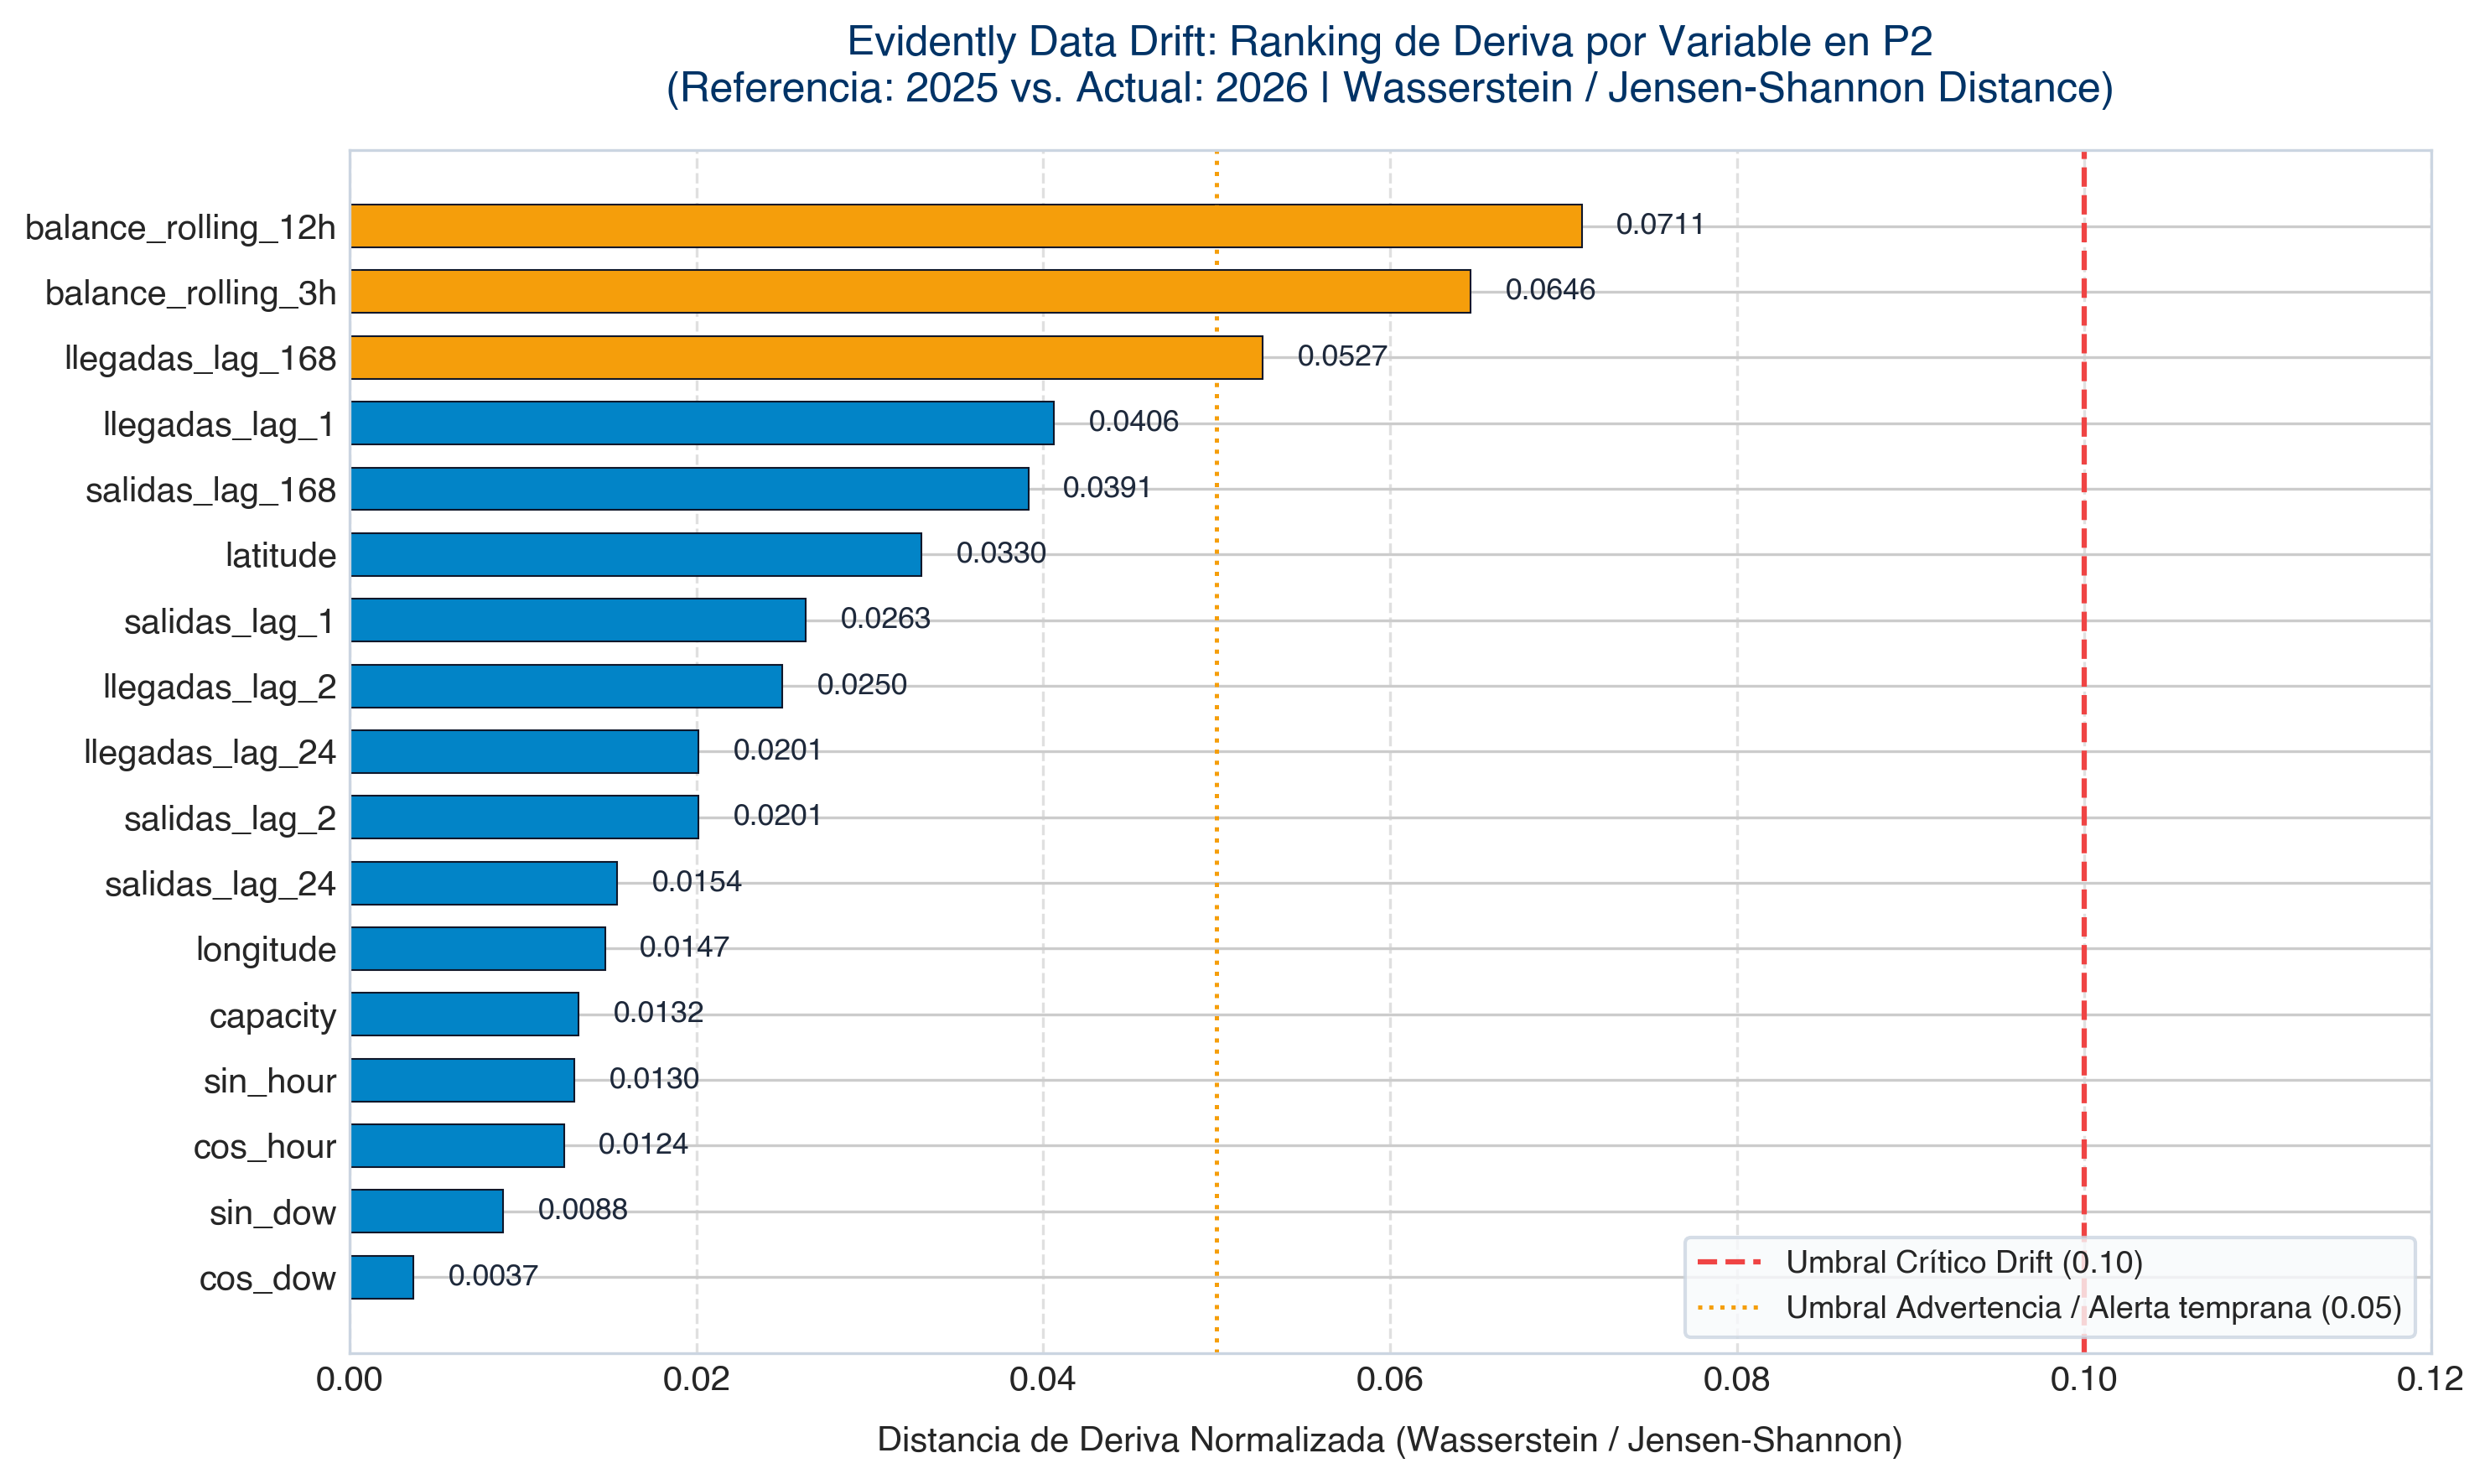 Evidently Data Drift: Ranking de Deriva por Variable en P2
(Referencia: 2025 vs. Actual: 2026 | Wasserstein / Jensen-Shannon Distance)
balance_rolling_12h 0.0711
balance_rolling_3h 0.0646
llegadas_lag_168 0.0527
llegadas_lag_1 0.0406
salidas_lag_168 0.0391
latitude 0.0330
salidas_lag_1 0.0263
llegadas_lag_2 0.0250
llegadas_lag_24 0.0201
salidas_lag_2 0.0201
salidas_lag_24 0.0154
longitude 0.0147
capacity 0.0132
sin_hour 0.0130
cos_hour 0.0124
sin_dow 0.0088
cos_dow 0.0037
Umbral Crítico Drift (0.10)
Umbral Advertencia / Alerta temprana (0.05)
0.00 0.02 0.04 0.06 0.08 0.10 0.12
Distancia de Deriva Normalizada (Wasserstein / Jensen-Shannon)